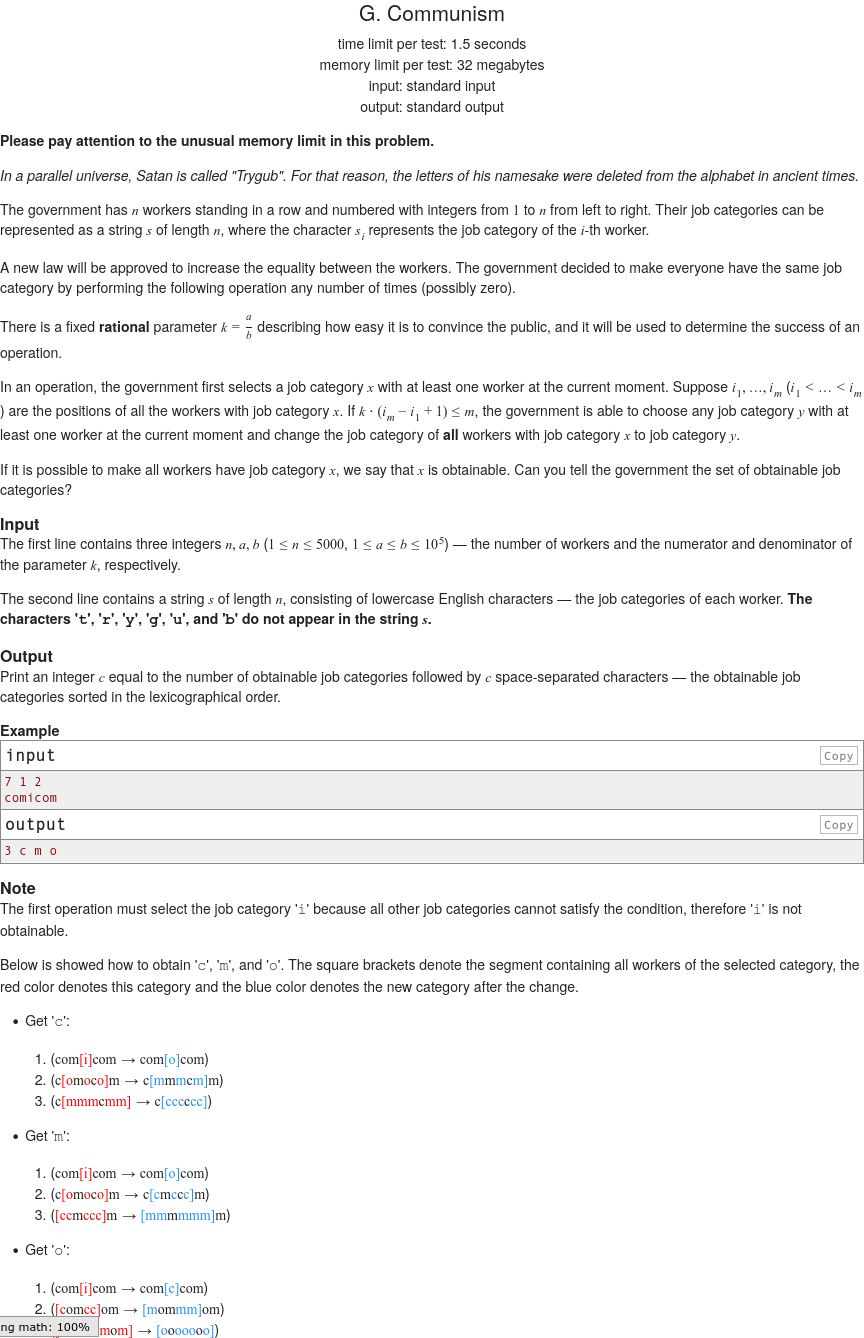 G. Communism
time limit per test: 1.5 seconds
memory limit per test: 32 megabytes
input: standard input
output: standard output
Please pay attention to the unusual memory limit in this problem.
In a parallel universe, Satan is called "Trygub". For that reason, the letters of his namesake were deleted from the alphabet in ancient times.
The government has n workers standing in a row and numbered with integers from 1 to n from left to right. Their job categories can be
represented as a string s of length n, where the character s_i represents the job category of the i-th worker.
A new law will be approved to increase the equality between the workers. The government decided to make everyone have the same job
category by performing the following operation any number of times (possibly zero).
There is a fixed rational parameter k = a/b describing how easy it is to convince the public, and it will be used to determine the success of an
operation.
In an operation, the government first selects a job category x with at least one worker at the current moment. Suppose i_1, …, i_m (i_1 < … < i_m
) are the positions of all the workers with job category x. If k · (i_m − i_1 + 1) ≤ m, the government is able to choose any job category y with at
least one worker at the current moment and change the job category of all workers with job category x to job category y.
If it is possible to make all workers have job category x, we say that x is obtainable. Can you tell the government the set of obtainable job
categories?
Input
The first line contains three integers n, a, b (1 ≤ n ≤ 5000, 1 ≤ a ≤ b ≤ 10^5) — the number of workers and the numerator and denominator of
the parameter k, respectively.
The second line contains a string s of length n, consisting of lowercase English characters — the job categories of each worker. The
characters 't', 'r', 'y', 'g', 'u', and 'b' do not appear in the string s.
Output
Print an integer c equal to the number of obtainable job categories followed by c space-separated characters — the obtainable job
categories sorted in the lexicographical order.
Example
input Copy
7 1 2
comicom
output Copy
3 c m o
Note
The first operation must select the job category 'i' because all other job categories cannot satisfy the condition, therefore 'i' is not
obtainable.
Below is showed how to obtain 'c', 'm', and 'o'. The square brackets denote the segment containing all workers of the selected category, the
red color denotes this category and the blue color denotes the new category after the change.
• Get 'c':
1. (com[i]com → com[o]com)
2. (c[omoco]m → c[mmmcm]m)
3. (c[mmmcmm] → c[cccccc])
• Get 'm':
1. (com[i]com → com[o]com)
2. (c[omoco]m → c[cmccc]m)
3. ([ccmccc]m → [mmmmmm]m)
• Get 'o':
1. (com[i]com → com[c]com)
2. ([comcc]om → [mommm]om)
ng math: 100% mom] → [ooooooo])